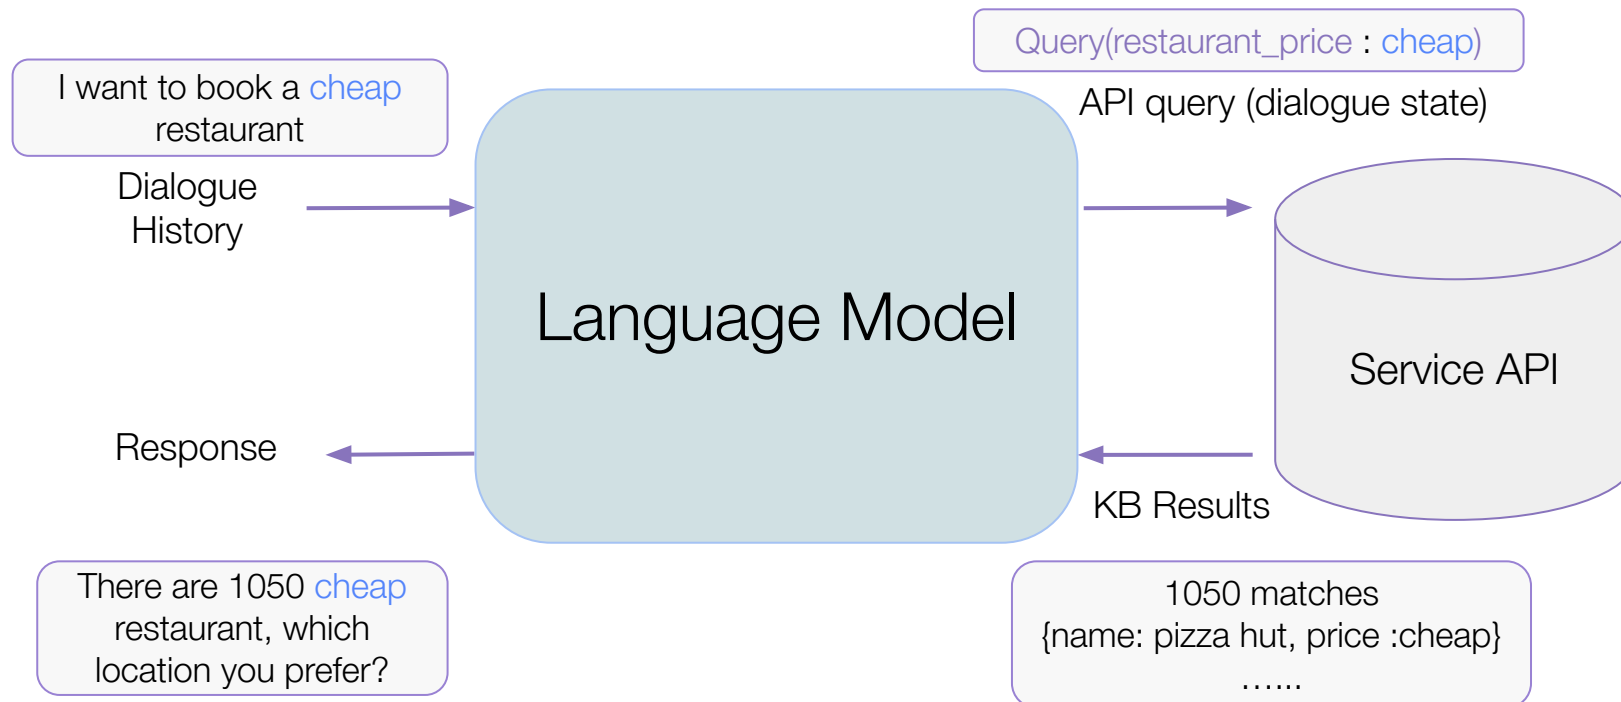 I want to book a cheap
restaurant
Dialogue
History
Query(restaurant_price : cheap)
API query (dialogue state)
Language Model
Service API
Response
KB Results
There are 1050 cheap
restaurant, which
location you prefer?
1050 matches
{name: pizza hut, price :cheap}
…...